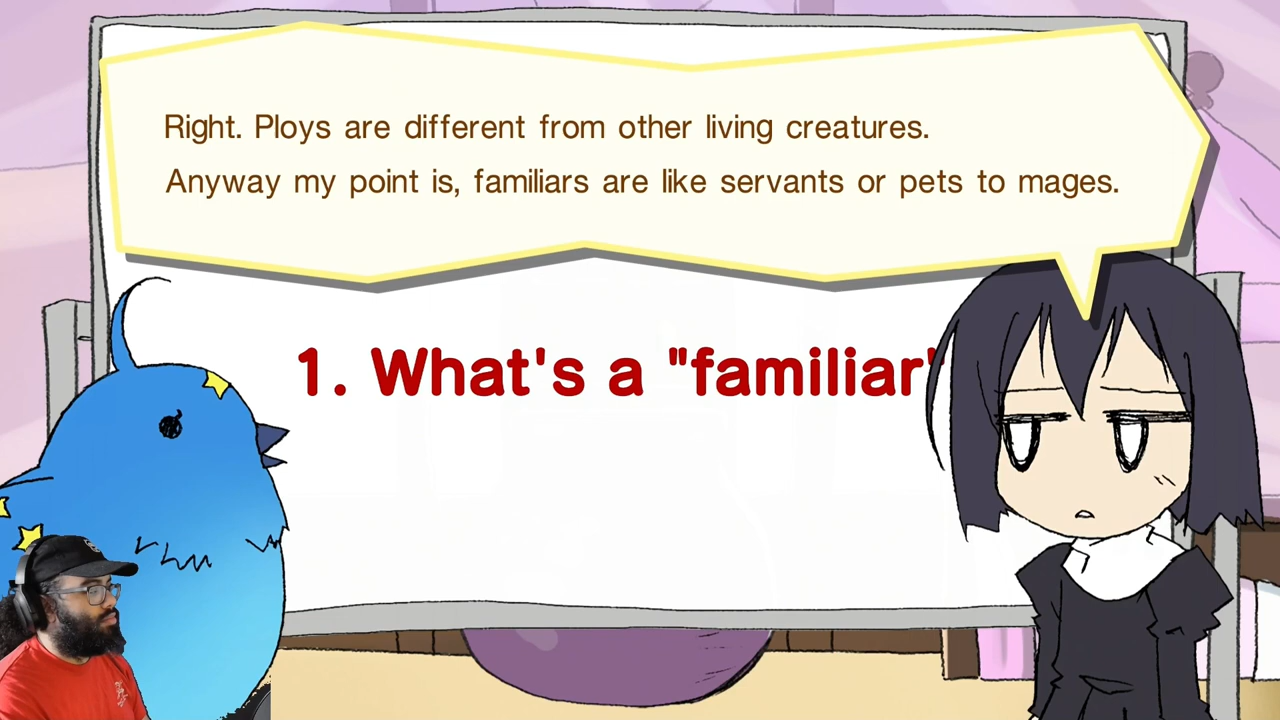 Right. Ploys are different from other living creatures.
Anyway my point is, familiars are like servants or pets to mages.
1. What's a "familiar"